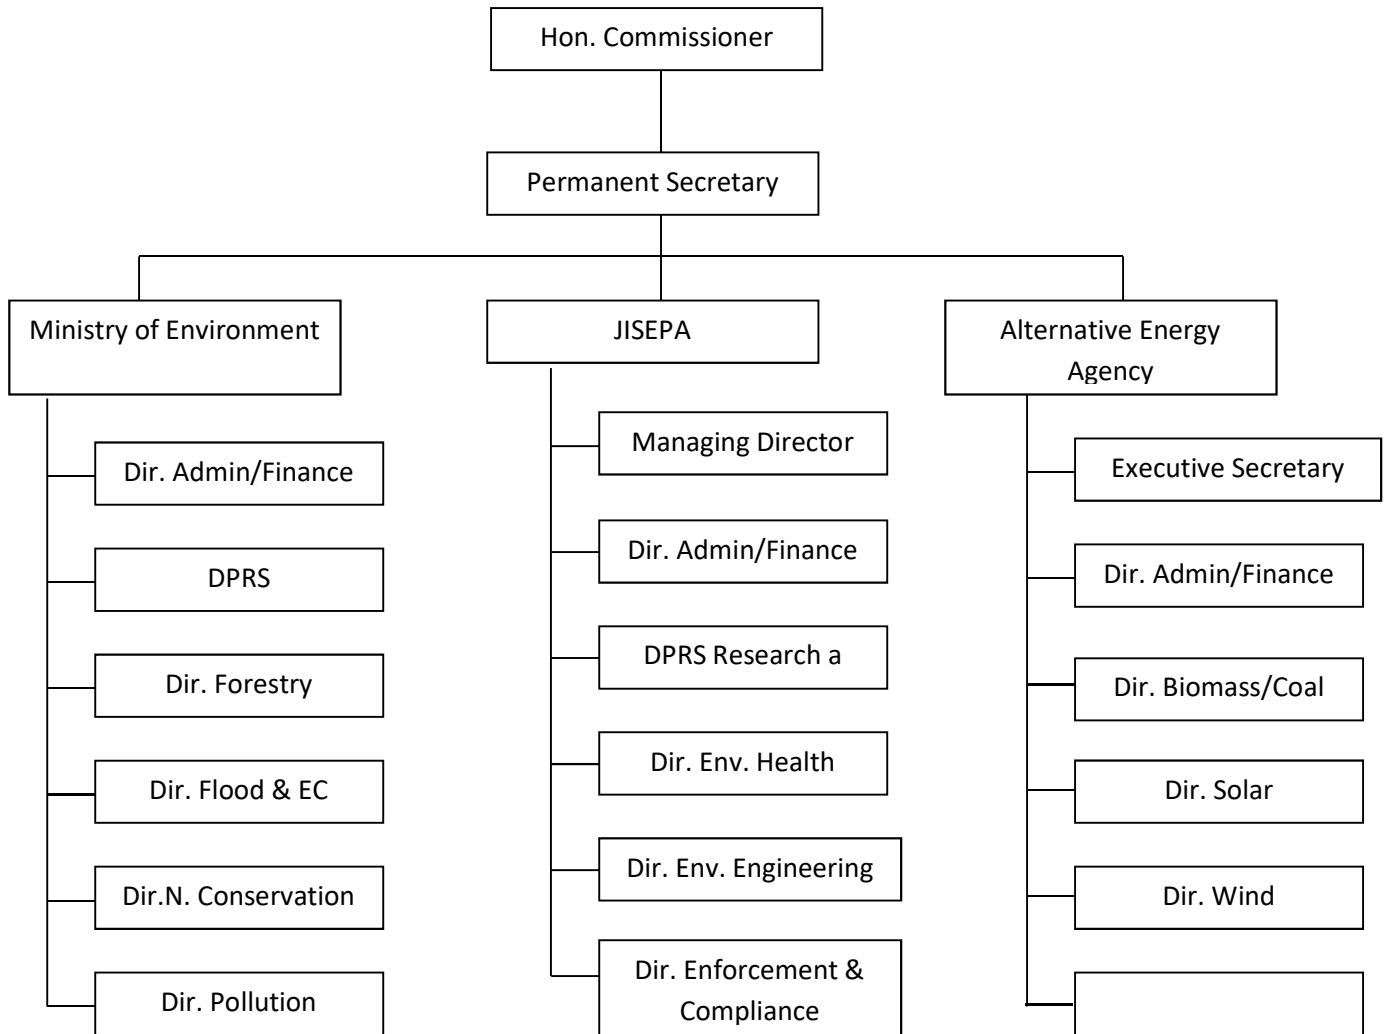 Hon. Commissioner
Permanent Secretary
Ministry of Environment
JISEPA
Alternative Energy
Agency
Dir. Admin/Finance
DPRS
Dir. Forestry
Dir. Flood & EC
Dir.N. Conservation
Dir. Pollution
Managing Director
Dir. Admin/Finance
DPRS Research a
Dir. Env. Health
Dir. Env. Engineering
Dir. Enforcement &
Compliance
Executive Secretary
Dir. Admin/Finance
Dir. Biomass/Coal
Dir. Solar
Dir. Wind